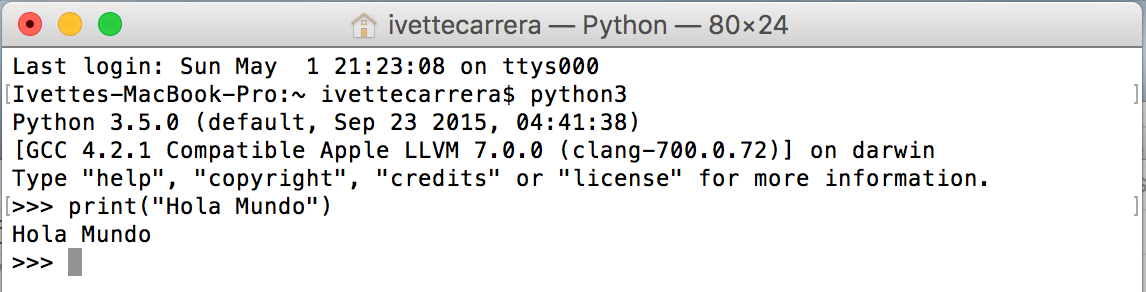 ivettecarrera — Python — 80×24
Last login: Sun May  1 21:23:08 on ttys000
[Ivettes-MacBook-Pro:~ ivettecarrera$ python3 ]
Python 3.5.0 (default, Sep 23 2015, 04:41:38)
[GCC 4.2.1 Compatible Apple LLVM 7.0.0 (clang-700.0.72)] on darwin
Type "help", "copyright", "credits" or "license" for more information.
[>>> print("Hola Mundo") ]
Hola Mundo
>>>